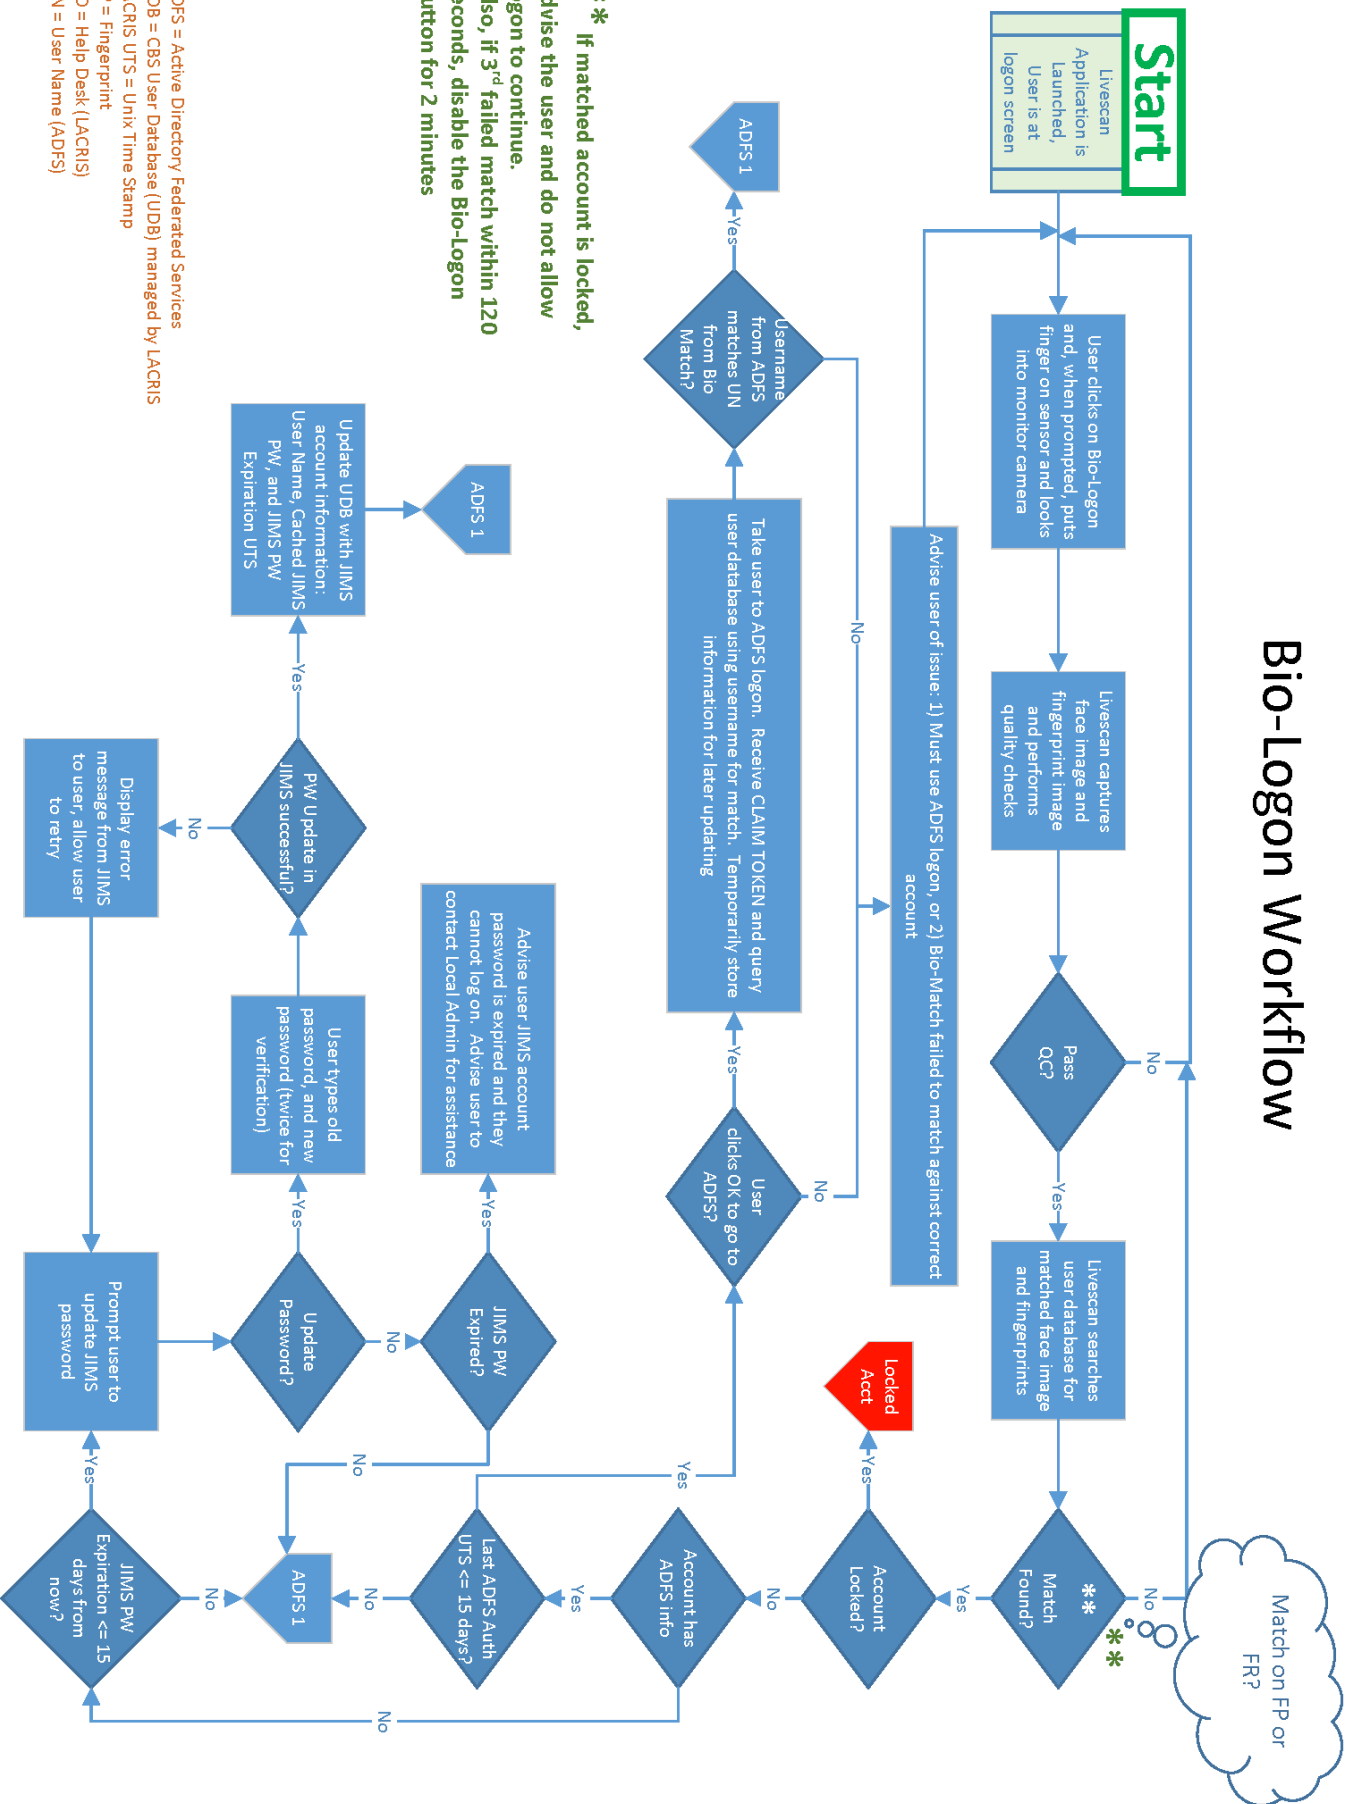 Bio-Logon Workflow
Start
Livescan
Application is
Launched,
User is at
logon screen
User clicks on Bio-Logon
and, when prompted, puts
finger on sensor and looks
into monitor camera
Livescan captures
face image and
fingerprint image
and performs
quality checks
Pass
QC?
No
Yes
Livescan searches
user database for
matched face image
and fingerprints
**
Match
Found?
No
**
Match on FP or
FR?
Yes
Advise user of issue: 1) Must use ADFS logon, or 2) Bio-Match failed to match against correct
account
Locked
Acct
Yes
Account
Locked?
No
ADFS 1
Yes
Username
from ADFS
matches UN
from Bio
Match?
No
Take user to ADFS logon. Receive CLAIM TOKEN and query
user database using username for match. Temporarily store
information for later updating
Yes
User
clicks OK to go to
ADFS?
No
Yes
Account has
ADFS info
Yes
No
** If matched account is locked,
dvise the user and do not allow
gon to continue.
lso, if 3rd failed match within 120
econds, disable the Bio-Logon
utton for 2 minutes
ADFS 1
Advise user JIMS account
password is expired and they
cannot log on. Advise user to
contact Local Admin for assistance
Yes
JIMS PW
Expired?
No
Last ADFS Auth
UTS <= 15 days?
No
ADFS 1
Update UDB with JIMS
account information:
User Name, Cached JIMS
PW, and JIMS PW
Expiration UTS
Yes
PW Update in
JIMS successful?
No
User types old
password, and new
password (twice for
verification)
Yes
Update
Password?
No
Display error
message from JIMS
to user, allow user
to retry
Prompt user to
update JIMS
password
Yes
JIMS PW
Expiration <= 15
days from
now?
No
DFS = Active Directory Federated Services
DB = CBS User Database (UDB) managed by LACRIS
ACRIS UTS = Unix Time Stamp
P = Fingerprint
D = Help Desk (LACRIS)
N = User Name (ADFS)